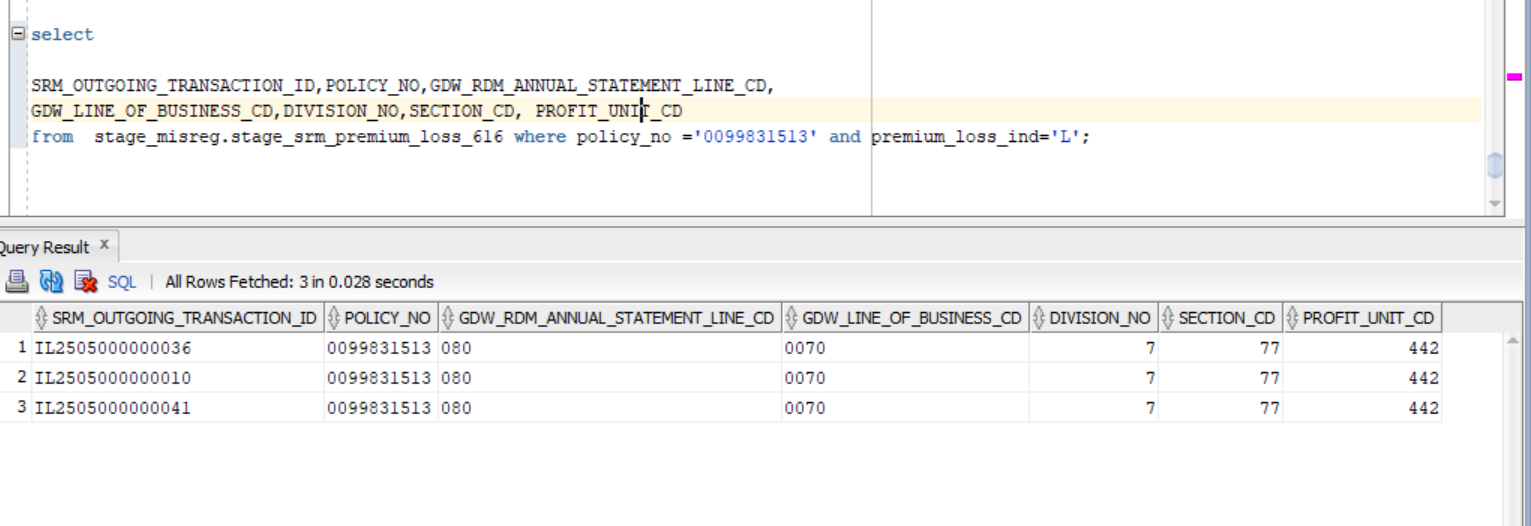 select
SRM_OUTGOING_TRANSACTION_ID,POLICY_NO,GDW_RDM_ANNUAL_STATEMENT_LINE_CD,
GDW_LINE_OF_BUSINESS_CD,DIVISION_NO,SECTION_CD, PROFIT_UNIT_CD
from  stage_misreg.stage_srm_premium_loss_616 where policy_no ='0099831513' and premium_loss_ind='L';
Query Result x
SQL | All Rows Fetched: 3 in 0.028 seconds
SRM_OUTGOING_TRANSACTION_ID POLICY_NO GDW_RDM_ANNUAL_STATEMENT_LINE_CD GDW_LINE_OF_BUSINESS_CD DIVISION_NO SECTION_CD PROFIT_UNIT_CD
1 IL2505000000036 0099831513 080 0070 7 77 442
2 IL2505000000010 0099831513 080 0070 7 77 442
3 IL2505000000041 0099831513 080 0070 7 77 442